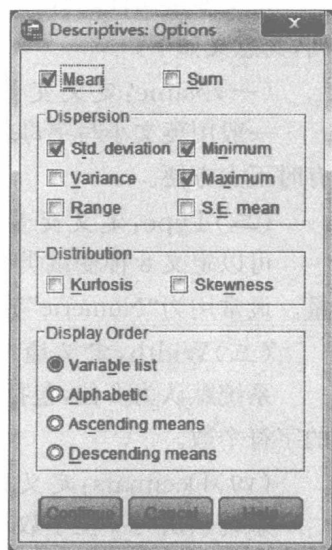 Descriptives: Options
Mean Sum
Dispersion
Std. deviation Minimum
Variance Maximum
Range S.E. mean
Distribution
Kurtosis Skewness
Display Order
Variable list
Alphabetic
Ascending means
Descending means
Continue Cancel Help